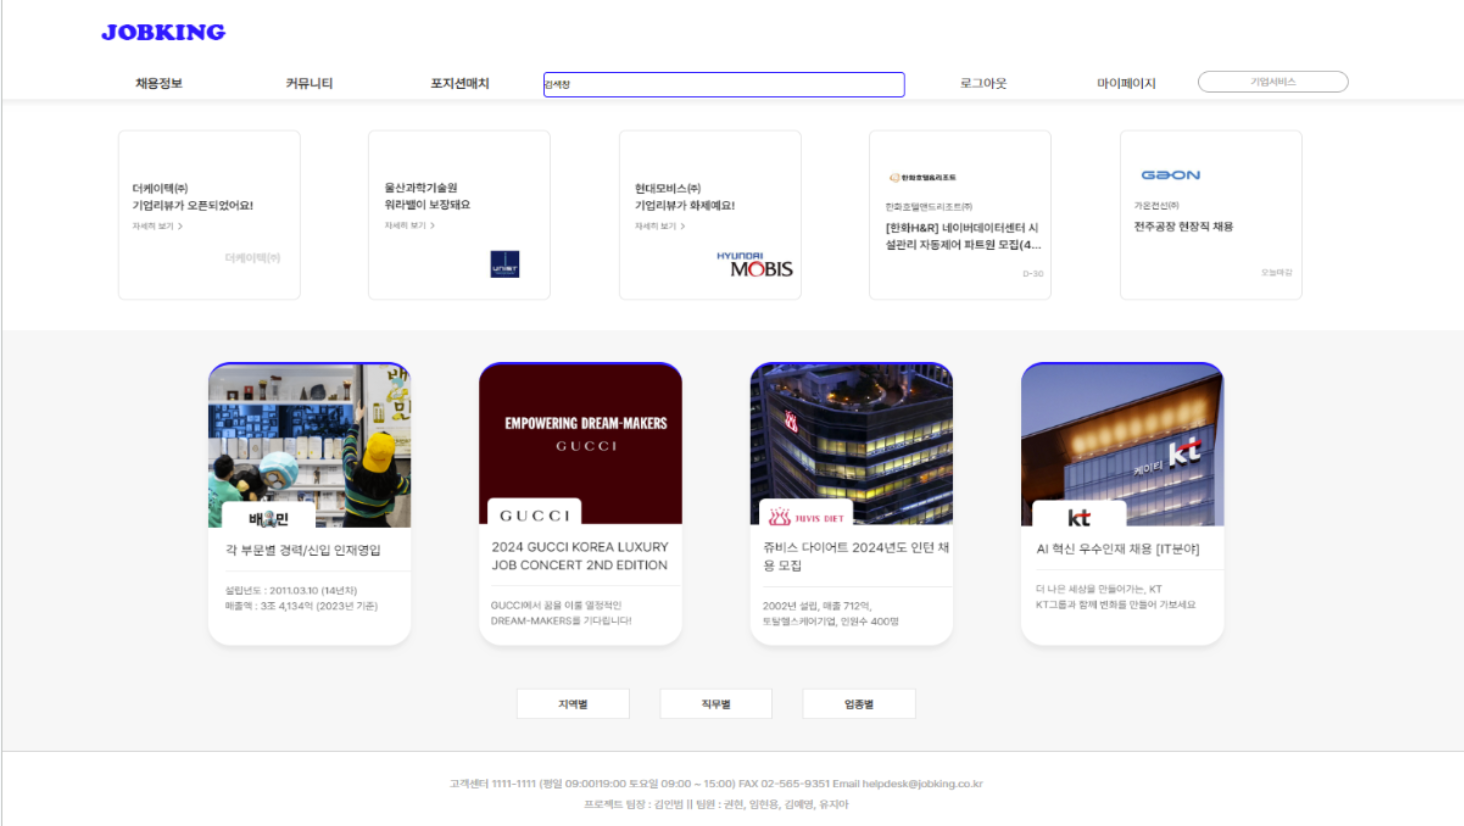 JOBKING
채용정보 커뮤니티 포지션매치 검색창 로그아웃 마이페이지 기업서비스
더케이텍(주)
기업리뷰가 오픈되었어요!
자세히 보기 >
더케이텍(주)
울산과학기술원
워라밸이 보장돼요
자세히 보기 >
UNIST
현대모비스(주)
기업리뷰가 화제예요!
자세히 보기 >
HYUNDAI
MOBIS
한화호텔&리조트
한화호텔앤드리조트(주)
[한화H&R] 네이버데이터센터 시
설관리 자동제어 파트원 모집(4...
D-30
GAON
가온전선(주)
전주공장 현장직 채용
오늘마감
배민
배민
각 부문별 경력/신입 인재영입
설립년도 : 2011.03.10 (14년차)
매출액 : 3조 4,134억 (2023년 기준)
EMPOWERING DREAM-MAKERS
GUCCI
GUCCI
2024 GUCCI KOREA LUXURY
JOB CONCERT 2ND EDITION
GUCCI에서 꿈을 이룰 열정적인
DREAM-MAKERS를 기다립니다!
JUVIS DIET
쥬비스 다이어트 2024년도 인턴 채
용 모집
2002년 설립, 매출 712억,
토탈헬스케어기업, 인원수 400명
케이티 kt
kt
AI 혁신 우수인재 채용 [IT분야]
더 나은 세상을 만들어가는, KT
KT그룹과 함께 변화를 만들어 가보세요
지역별 직무별 업종별
고객센터 1111-1111 (평일 09:00!19:00 토요일 09:00 ~ 15:00) FAX 02-565-9351 Email helpdesk@jobking.co.kr
프로젝트 팀장 : 김인범 || 팀원 : 권현, 임현용, 김예명, 유지아